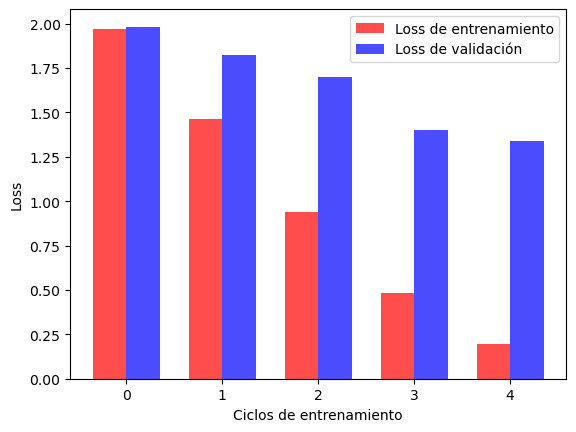 Loss de entrenamiento
Loss de validación
2.00
1.75
1.50
1.25
1.00
0.75
0.50
0.25
0.00
Loss
0 1 2 3 4
Ciclos de entrenamiento